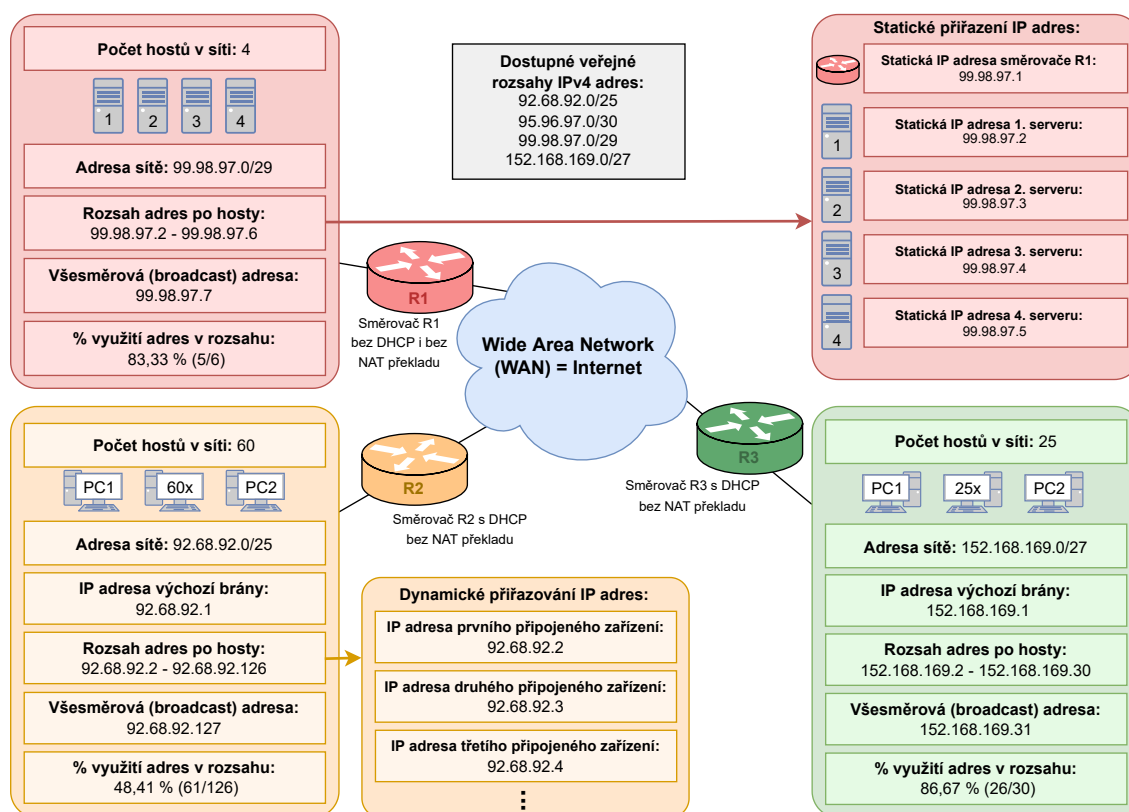 Počet hostů v síti: 4
1
2
3
4
Adresa sítě: 99.98.97.0/29
Rozsah adres po hosty:
99.98.97.2 - 99.98.97.6
Všesměrová (broadcast) adresa:
99.98.97.7
% využití adres v rozsahu:
83,33 % (5/6)
Dostupné veřejné
rozsahy IPv4 adres:
92.68.92.0/25
95.96.97.0/30
99.98.97.0/29
152.168.169.0/27
Statické přiřazení IP adres:
Statická IP adresa směrovače R1:
99.98.97.1
Statická IP adresa 1. serveru:
99.98.97.2
1
Statická IP adresa 2. serveru:
99.98.97.3
2
Statická IP adresa 3. serveru:
99.98.97.4
3
Statická IP adresa 4. serveru:
99.98.97.5
4
R1
Směrovač R1
bez DHCP i bez
NAT překladu
Wide Area Network
(WAN) = Internet
R2
Směrovač R2 s DHCP
bez NAT překladu
R3
Směrovač R3 s DHCP
bez NAT překladu
Počet hostů v síti: 60
PC1
60x
PC2
Adresa sítě: 92.68.92.0/25
IP adresa výchozí brány:
92.68.92.1
Rozsah adres po hosty:
92.68.92.2 - 92.68.92.126
Všesměrová (broadcast) adresa:
92.68.92.127
% využití adres v rozsahu:
48,41 % (61/126)
Dynamické přiřazování IP adres:
IP adresa prvního připojeného zařízení:
92.68.92.2
IP adresa druhého připojeného zařízení:
92.68.92.3
IP adresa třetího připojeného zařízení:
92.68.92.4
⋮
Počet hostů v síti: 25
PC1
25x
PC2
Adresa sítě: 152.168.169.0/27
IP adresa výchozí brány:
152.168.169.1
Rozsah adres po hosty:
152.168.169.2 - 152.168.169.30
Všesměrová (broadcast) adresa:
152.168.169.31
% využití adres v rozsahu:
86,67 % (26/30)